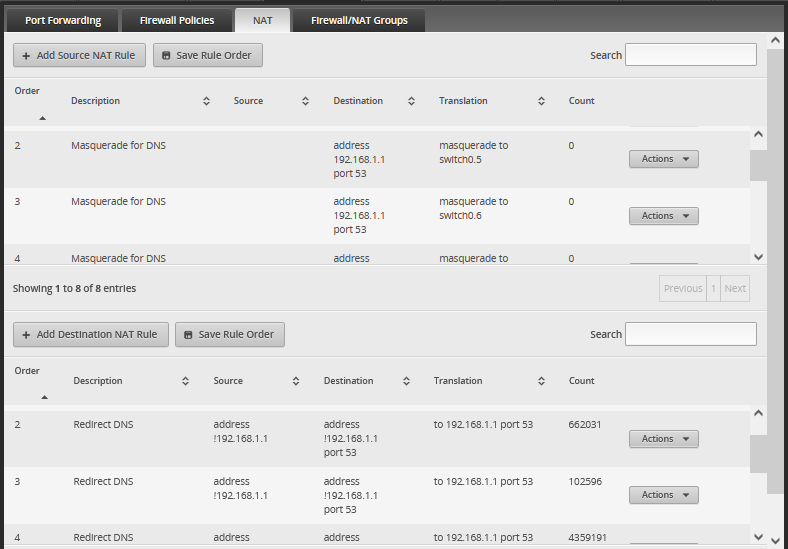 Port Forwarding Firewall Policies NAT Firewall/NAT Groups
+ Add Source NAT Rule Save Rule Order Search
Order Description Source Destination Translation Count
2 Masquerade for DNS address masquerade to 0
192.168.1.1 switch0.5 Actions
port 53
3 Masquerade for DNS address masquerade to 0
192.168.1.1 switch0.6 Actions
port 53
4 Masquerade for DNS address masquerade to 0
Showing 1 to 8 of 8 entries Previous 1 Next
+ Add Destination NAT Rule Save Rule Order Search
Order Description Source Destination Translation Count
2 Redirect DNS address address to 192.168.1.1 port 53 662031
!192.168.1.1 !192.168.1.1 Actions
port 53
3 Redirect DNS address address to 192.168.1.1 port 53 102596
!192.168.1.1 !192.168.1.1 Actions
port 53
4 Redirect DNS address address to 192.168.1.1 port 53 4359191